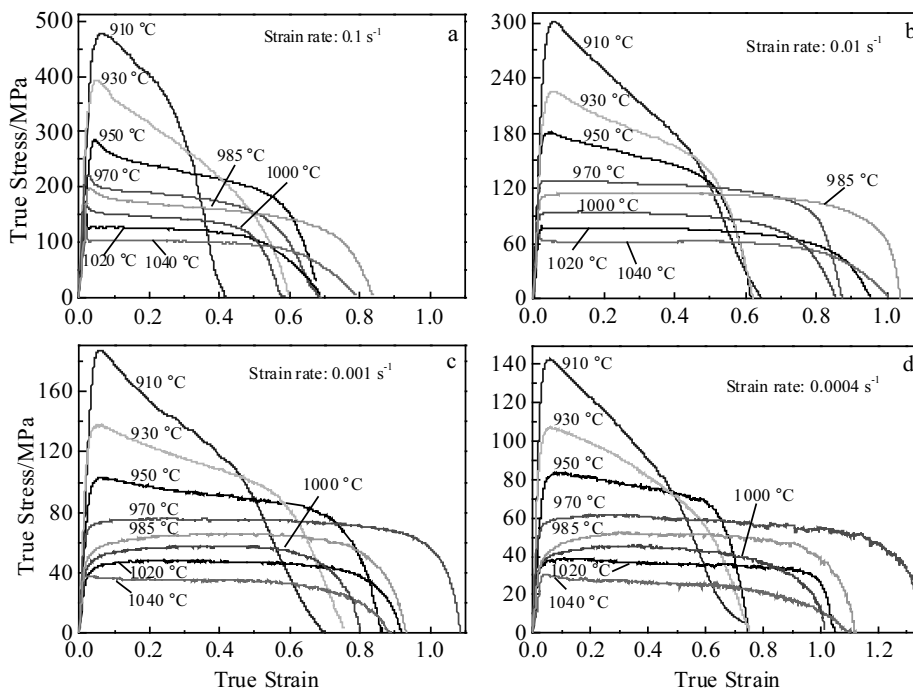 500
400
300
200
100
0
True Stress/MPa
910 °C
930 °C
950 °C
970 °C
985 °C
1000 °C
1020 °C
1040 °C
Strain rate: 0.1 s⁻¹
a
0.0 0.2 0.4 0.6 0.8 1.0
300
240
180
120
60
0
910 °C
930 °C
950 °C
970 °C
985 °C
1000 °C
1020 °C
1040 °C
Strain rate: 0.01 s⁻¹
b
0.0 0.2 0.4 0.6 0.8 1.0
160
120
80
40
0
True Stress/MPa
910 °C
930 °C
950 °C
970 °C
985 °C
1000 °C
1020 °C
1040 °C
Strain rate: 0.001 s⁻¹
c
0.0 0.2 0.4 0.6 0.8 1.0
True Strain
140
120
100
80
60
40
20
0
910 °C
930 °C
950 °C
970 °C
985 °C
1000 °C
1020 °C
1040 °C
Strain rate: 0.0004 s⁻¹
d
0.0 0.2 0.4 0.6 0.8 1.0 1.2
True Strain